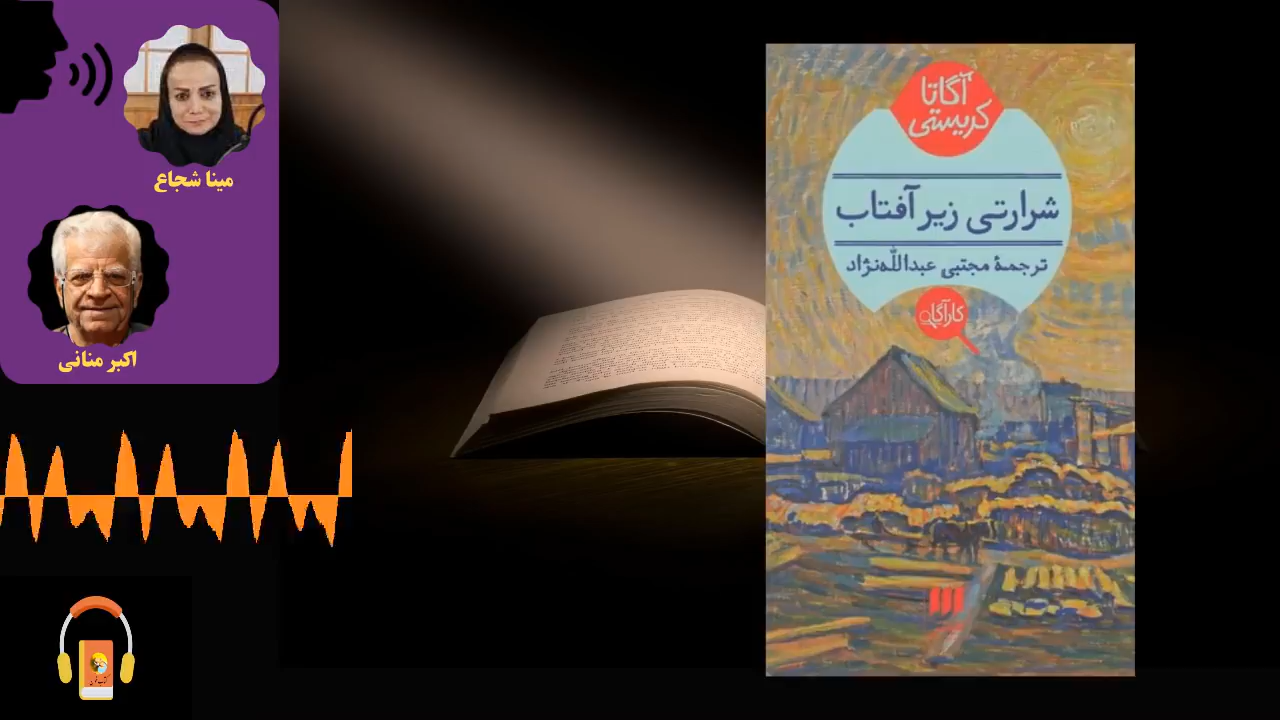 مینا شجاع
اکبر منانی
آگاتا
کریستی
شرارتی زیر آفتاب
ترجمهٔ مجتبی عبدالله‌نژاد
کارآگاه